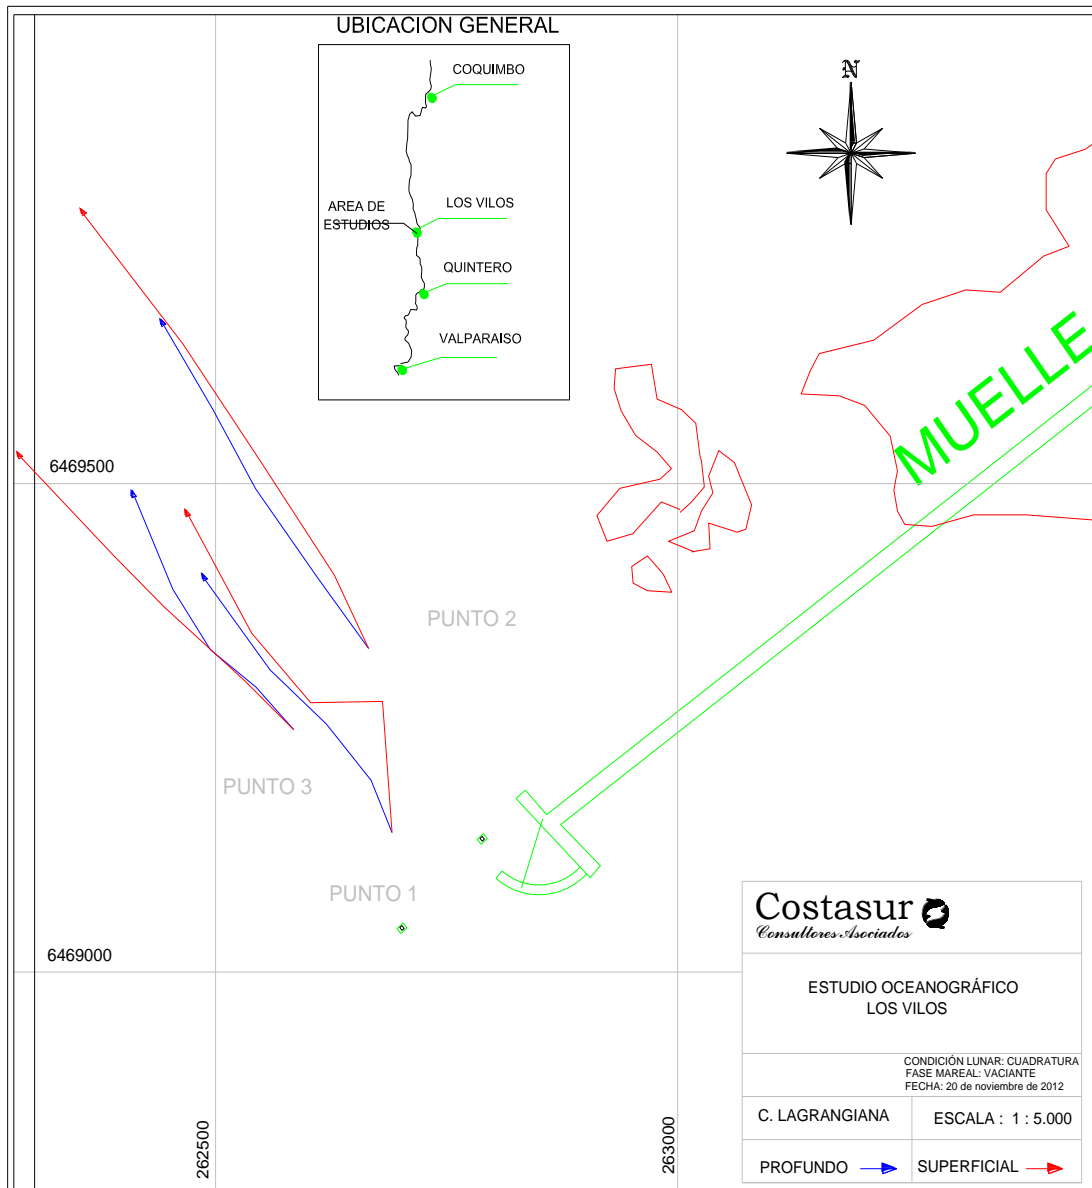 UBICACION GENERAL
COQUIMBO
N
AREA DE
ESTUDIOS
LOS VILOS
QUINTERO
VALPARAISO
MUELLE
6469500
PUNTO 2
PUNTO 3
PUNTO 1
6469000
262500
263000
Costasur
Consultores Asociados
ESTUDIO OCEANOGRÁFICO
LOS VILOS
CONDICIÓN LUNAR: CUADRATURA
FASE MAREAL: VACIANTE
FECHA: 20 de noviembre de 2012
C. LAGRANGIANA
ESCALA : 1 : 5.000
PROFUNDO
SUPERFICIAL